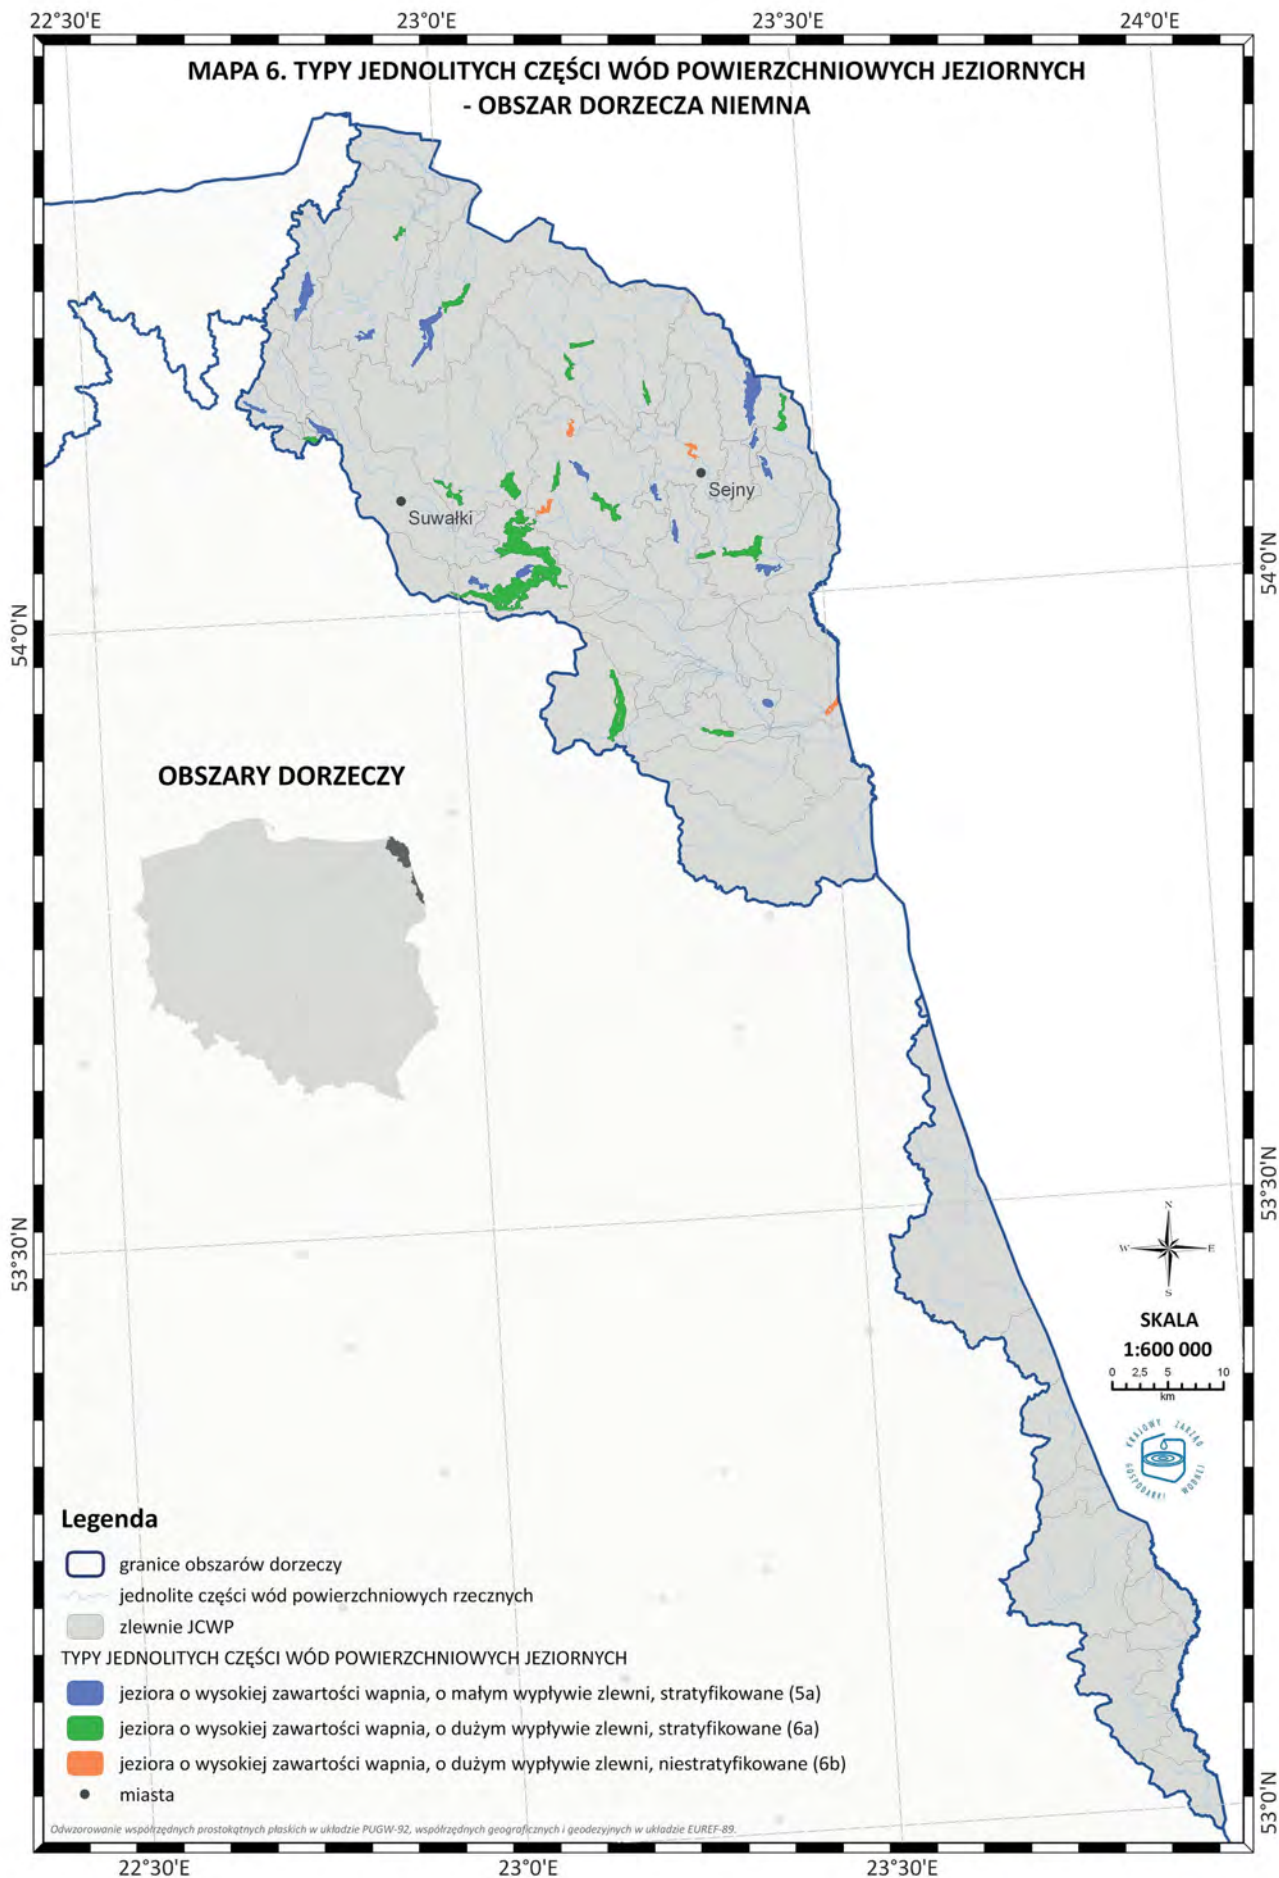 22°30'E 23°0'E 23°30'E 24°0'E
MAPA 6. TYPY JEDNOLITYCH CZĘŚCI WÓD POWIERZCHNIOWYCH JEZIORNYCH
- OBSZAR DORZECZA NIEMNA
Sejny
Suwałki
54°0'N
54°0'N
OBSZARY DORZECZY
53°30'N
53°30'N
N
W E
S
SKALA
1:600 000
0 2,5 5 10
km
KRAJOWY ZARZĄD
GOSPODARKI WODNEJ
Legenda
granice obszarów dorzeczy
jednolite części wód powierzchniowych rzecznych
zlewnie JCWP
TYPY JEDNOLITYCH CZĘŚCI WÓD POWIERZCHNIOWYCH JEZIORNYCH
jeziora o wysokiej zawartości wapnia, o małym wypływie zlewni, stratyfikowane (5a)
jeziora o wysokiej zawartości wapnia, o dużym wypływie zlewni, stratyfikowane (6a)
jeziora o wysokiej zawartości wapnia, o dużym wypływie zlewni, niestratyfikowane (6b)
miasta
53°0'N
Odwzorowanie współrzędnych prostokątnych płaskich w układzie PUGW-92, współrzędnych geograficznych i geodezyjnych w układzie EUREF-89.
22°30'E 23°0'E 23°30'E